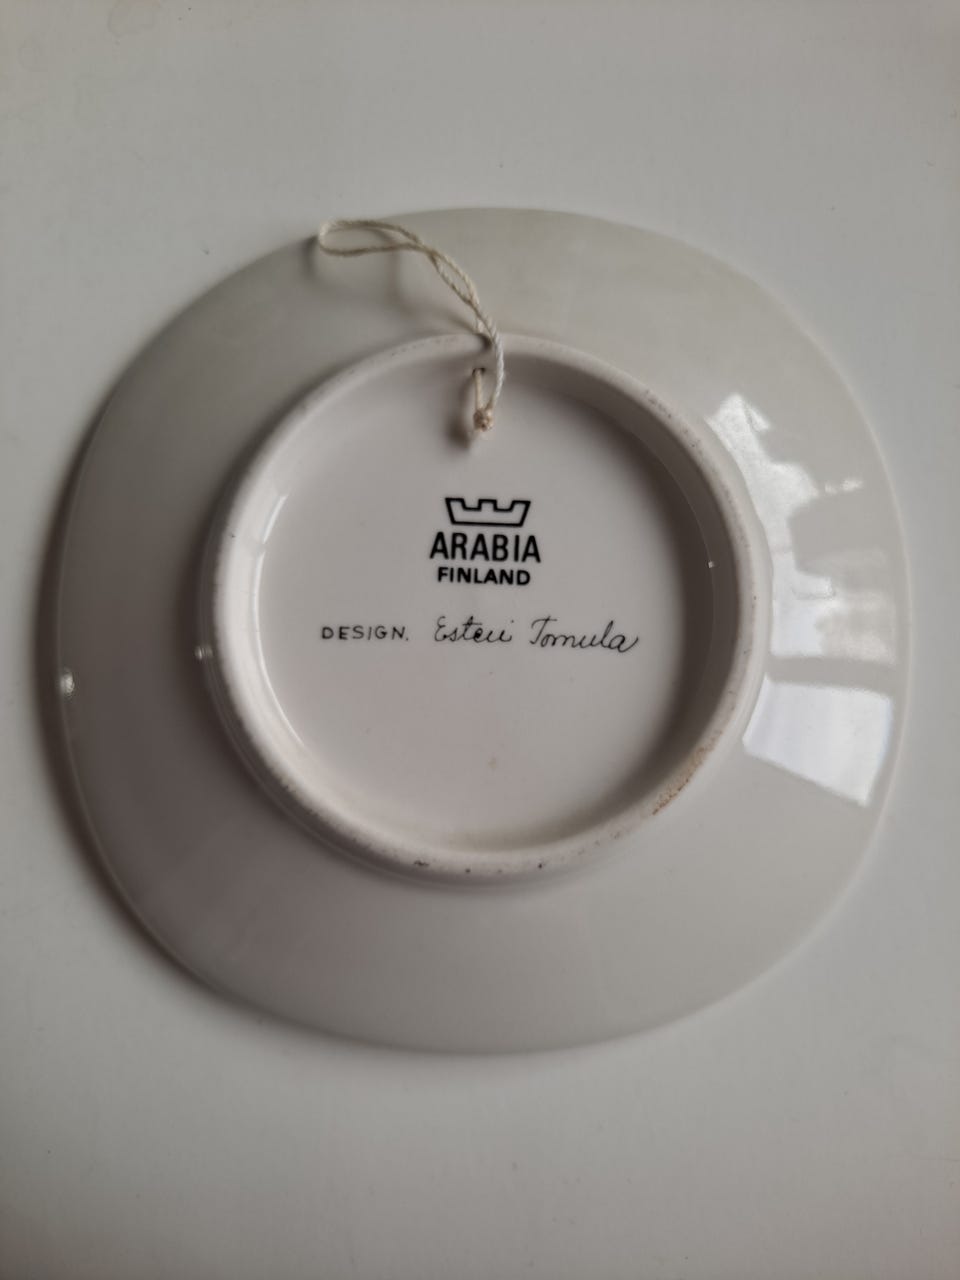 ARABIA
FINLAND
DESIGN. Esteri Tomula